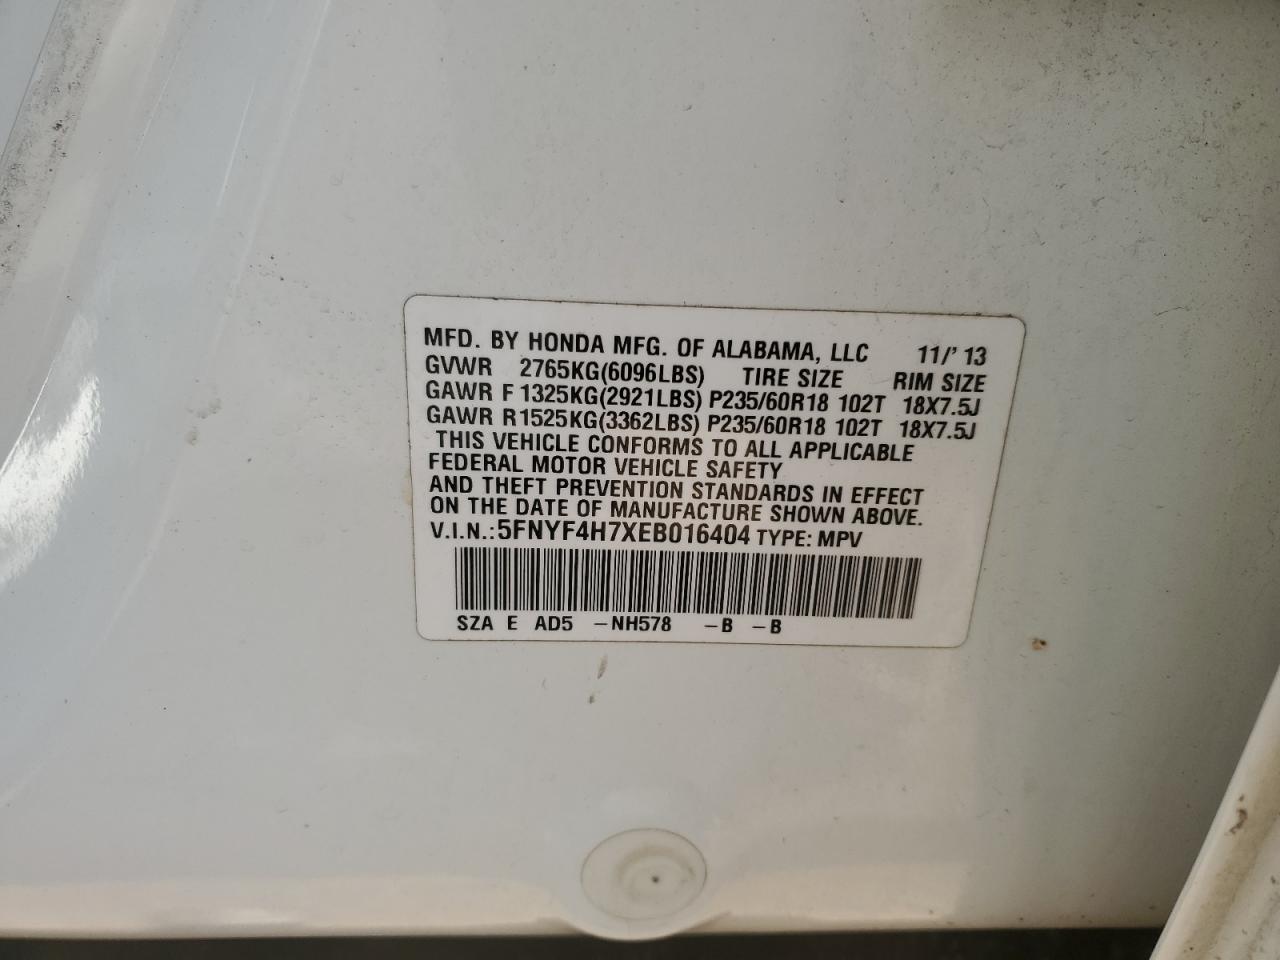 MFD. BY HONDA MFG. OF ALABAMA, LLC 11/'13
GVWR 2765KG(6096LBS) TIRE SIZE RIM SIZE
GAWR F 1325KG(2921LBS) P235/60R18 102T 18X7.5J
GAWR R1525KG(3362LBS) P235/60R18 102T 18X7.5J
THIS VEHICLE CONFORMS TO ALL APPLICABLE
FEDERAL MOTOR VEHICLE SAFETY
AND THEFT PREVENTION STANDARDS IN EFFECT
ON THE DATE OF MANUFACTURE SHOWN ABOVE.
V.I.N.:5FNYF4H7XEB016404 TYPE: MPV
SZA E AD5 –NH578 –B –B